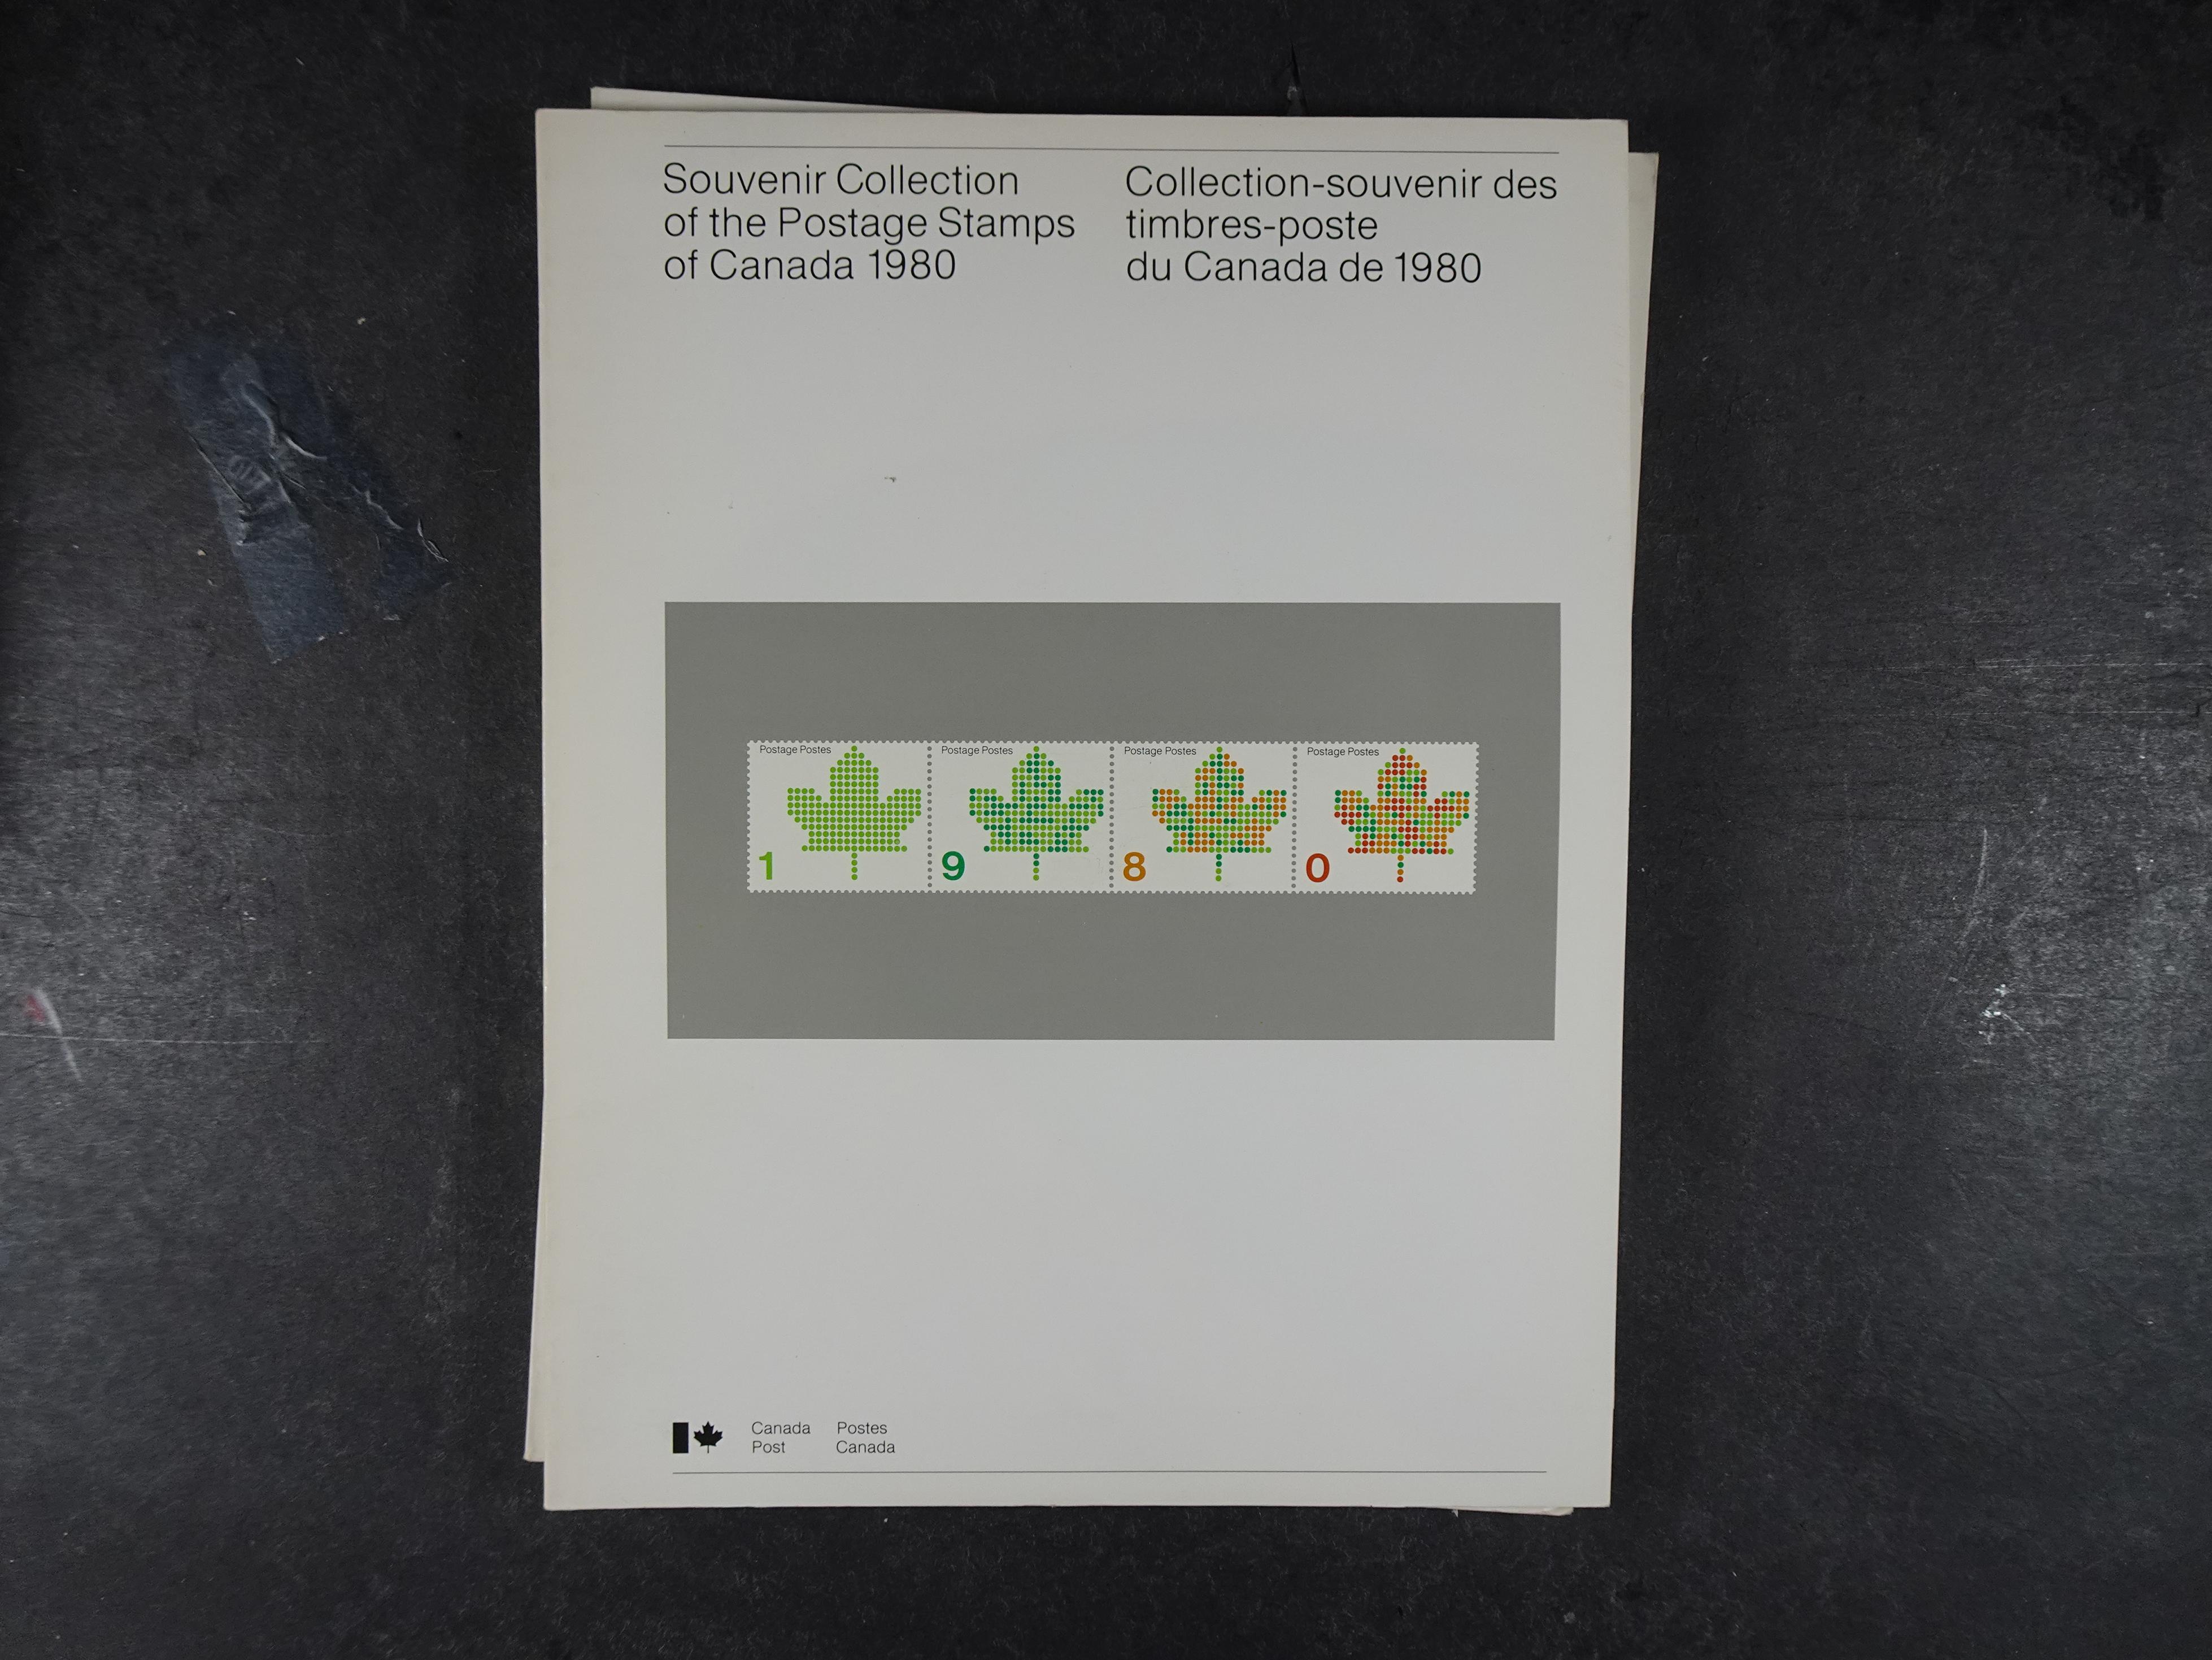 Souvenir Collection
of the Postage Stamps
of Canada 1980
Collection-souvenir des
timbres-poste
du Canada de 1980
Postage Postes
1
Postage Postes
9
Postage Postes
8
Postage Postes
0
Canada
Post
Postes
Canada